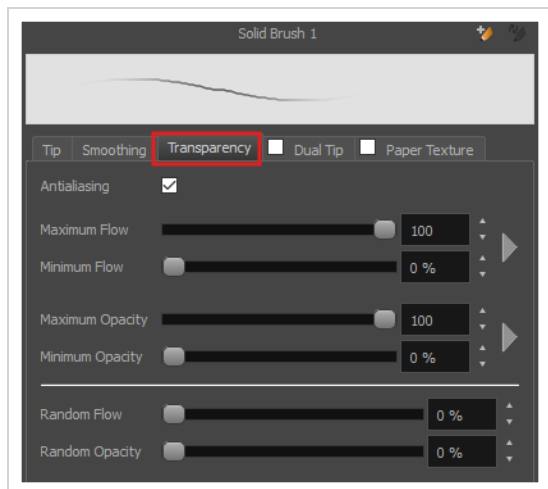 Solid Brush 1
Tip Smoothing Transparency Dual Tip Paper Texture
Antialiasing
Maximum Flow 100
Minimum Flow 0 %
Maximum Opacity 100
Minimum Opacity 0 %
Random Flow 0 %
Random Opacity 0 %